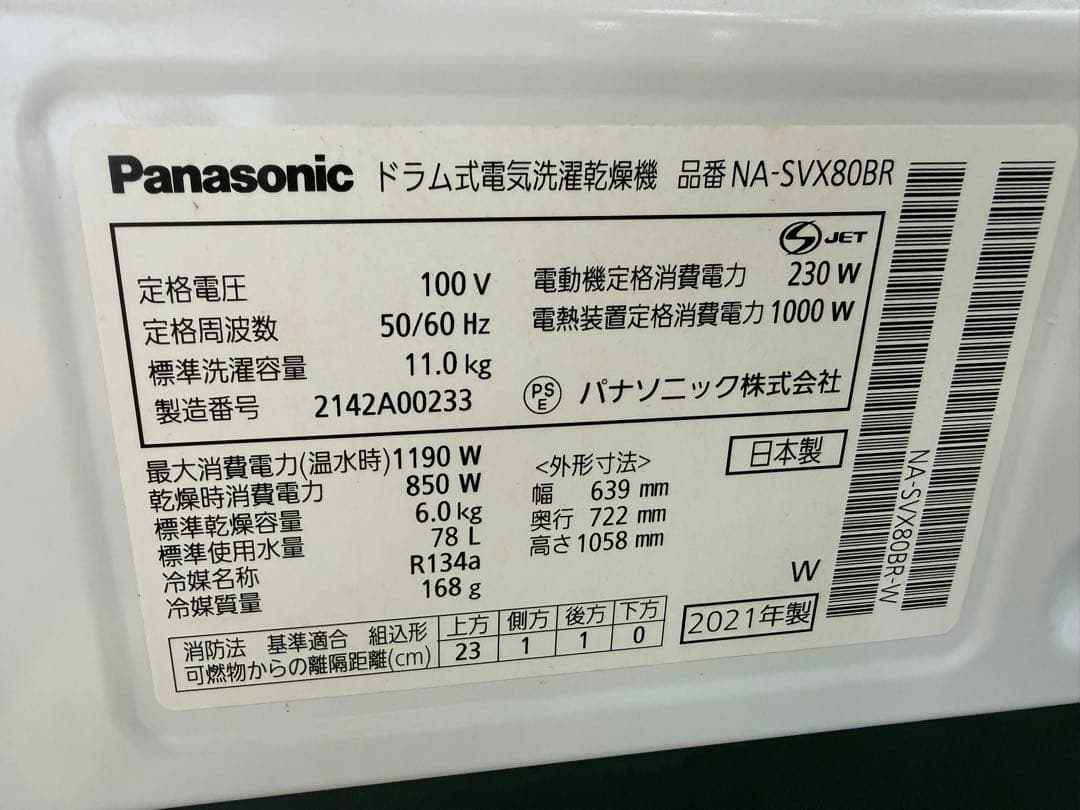 Panasonic ドラム式電気洗濯乾燥機 品番 NA-SVX80BR
S JET
定格電圧 100 V 電動機定格消費電力 230 W
定格周波数 50/60 Hz 電熱装置定格消費電力 1000 W
標準洗濯容量 11.0 kg
製造番号 2142A00233 PS E パナソニック株式会社
最大消費電力(温水時) 1190 W
乾燥時消費電力 850 W
標準乾燥容量 6.0 kg
標準使用水量 78 L
冷媒名称 R134a
冷媒質量 168 g
<外形寸法>
幅 639 mm
奥行 722 mm
高さ 1058 mm
日本製
W
2021年製
消防法 基準適合 組込形 上方 側方 後方 下方
可燃物からの離隔距離(cm) 23 1 1 0
NA-SVX80BR-W